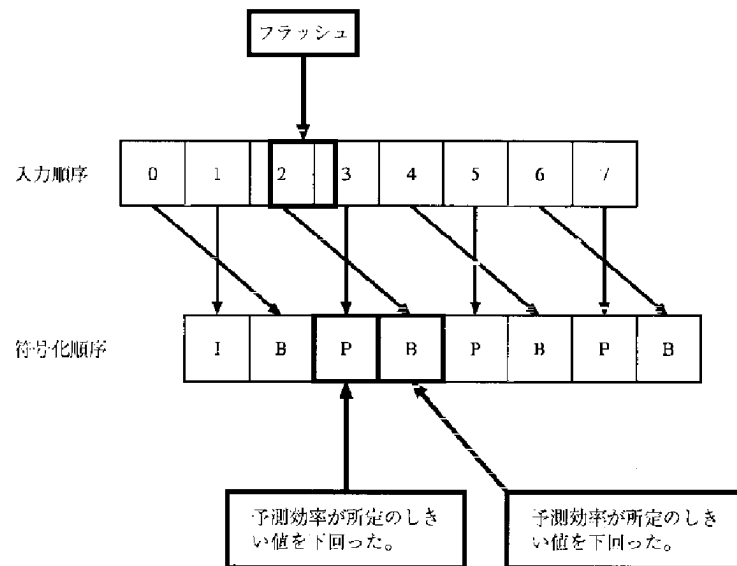 フラッシュ
入力順序 0 1 2 3 4 5 6 7
符号化順序 I B P B P B P B
予測効率が所定のしき
い値を下回った。
予測効率が所定のしき
い値を下回った。